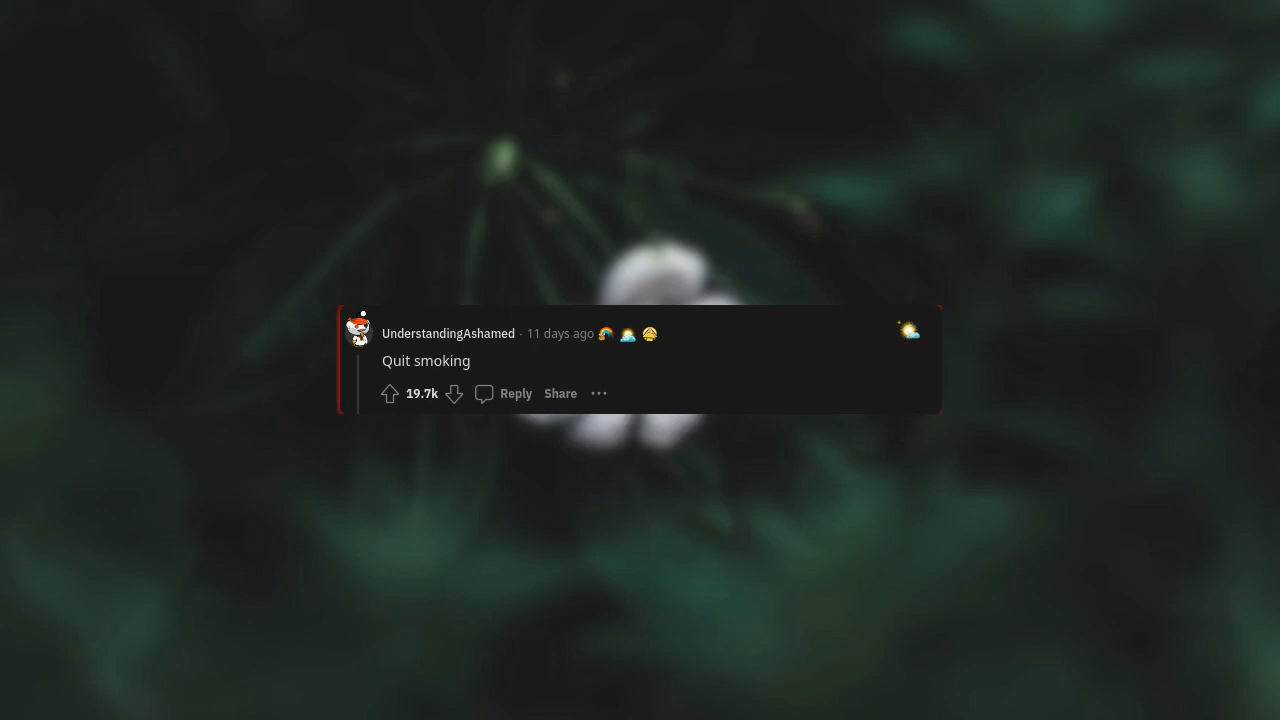 UnderstandingAshamed · 11 days ago
Quit smoking
19.7k Reply Share ···